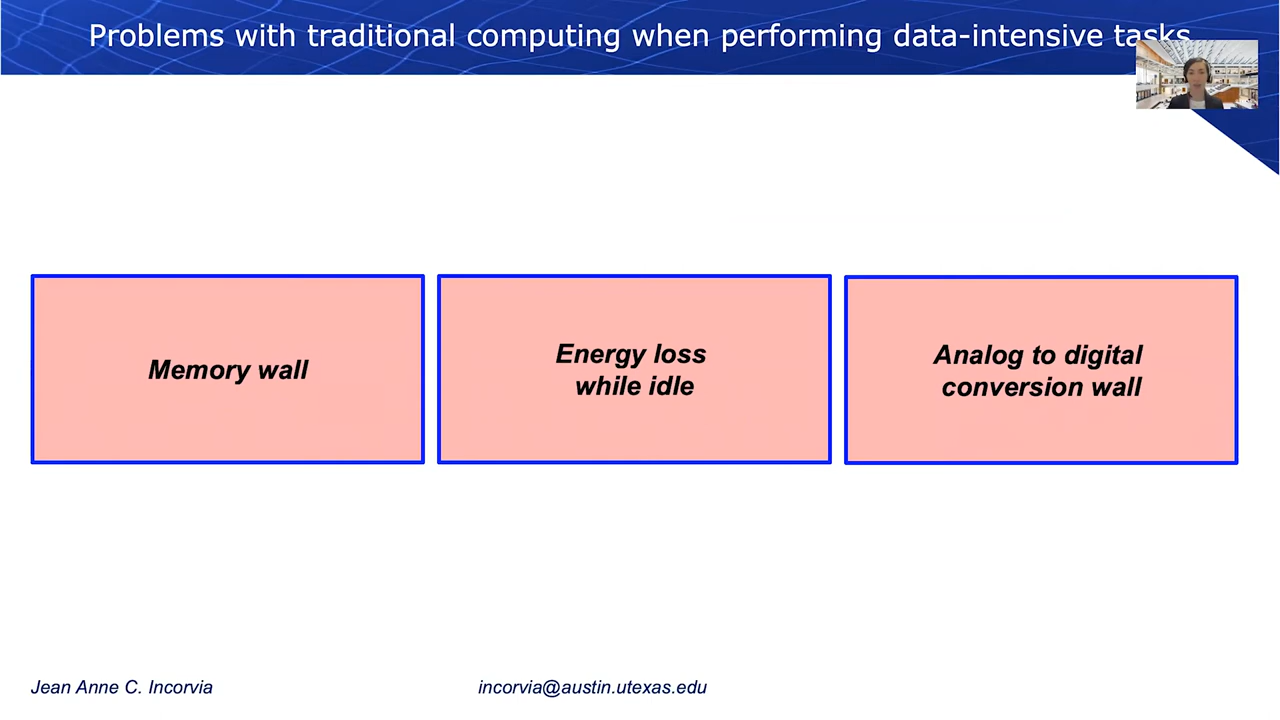 Problems with traditional computing when performing data-intensive tasks
Memory wall
Energy loss
while idle
Analog to digital
conversion wall
Jean Anne C. Incorvia
incorvia@austin.utexas.edu